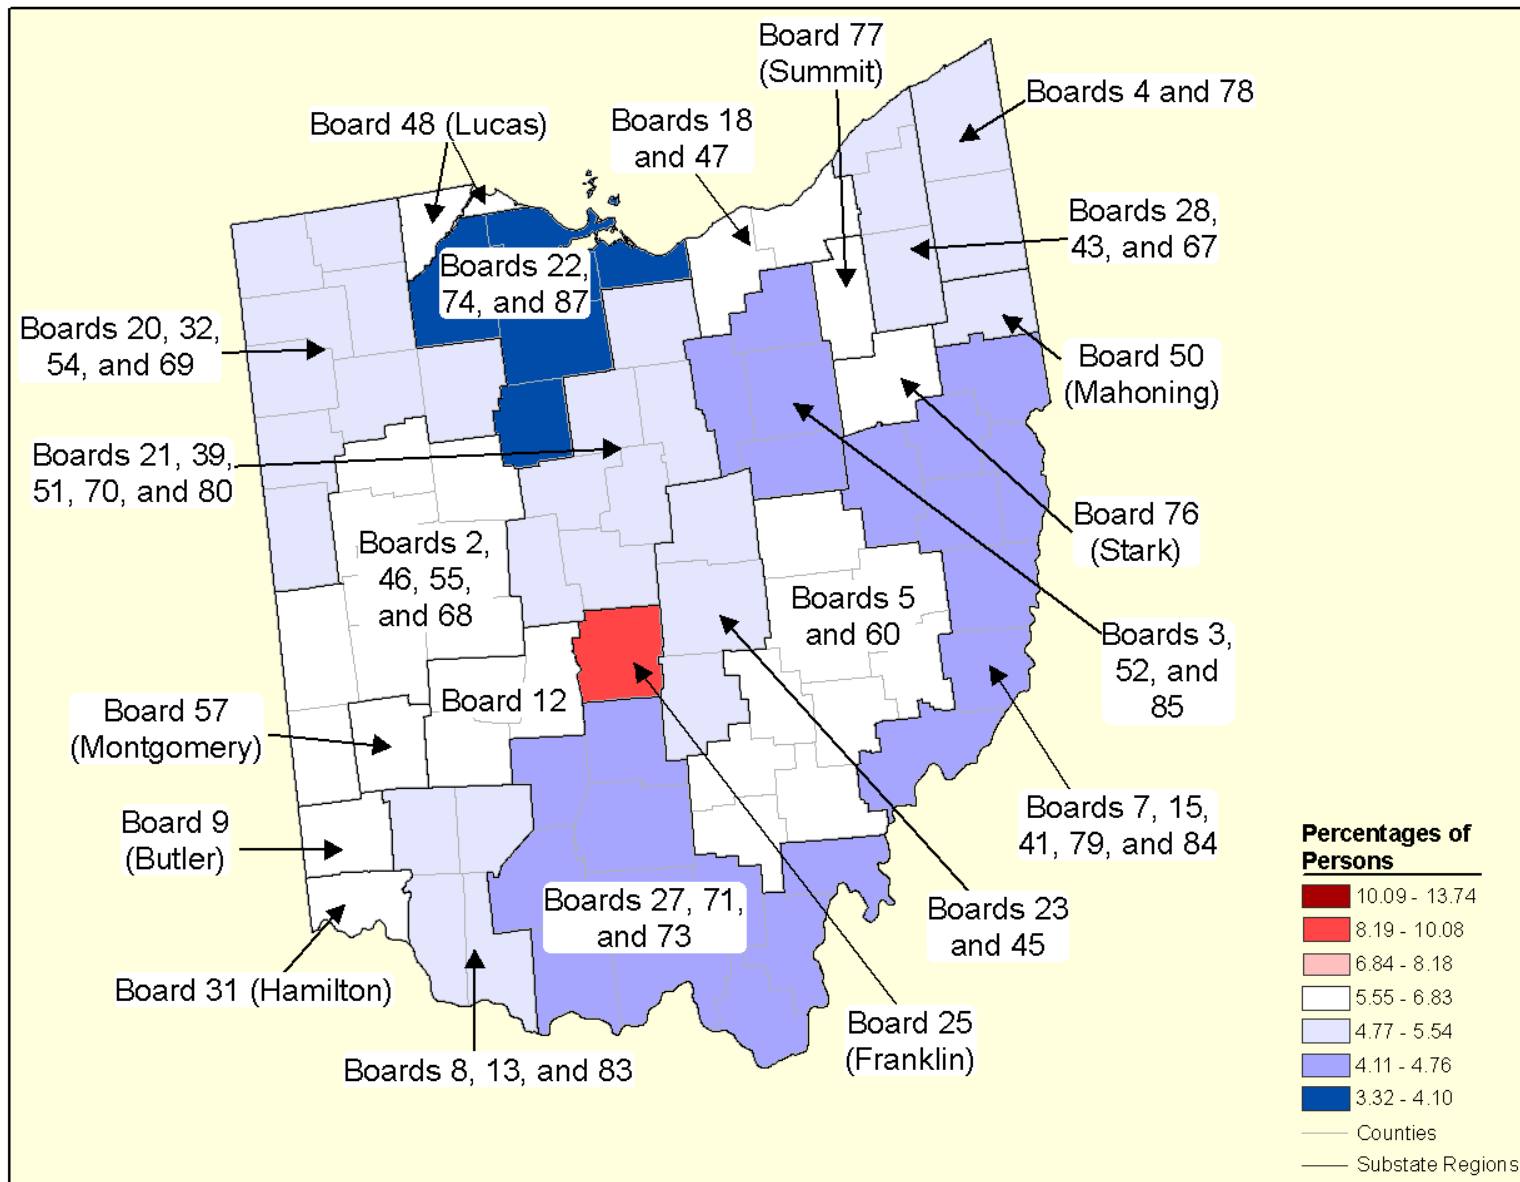 Board 77
(Summit)
Boards 4 and 78
Board 48 (Lucas)
Boards 18
and 47
Boards 28,
43, and 67
Boards 22,
74, and 87
Boards 20, 32,
54, and 69
Board 50
(Mahoning)
Boards 21, 39,
51, 70, and 80
Board 76
(Stark)
Boards 2,
46, 55,
and 68
Boards 5
and 60
Boards 3,
52, and
85
Board 12
Board 57
(Montgomery)
Boards 7, 15,
41, 79, and 84
Board 9
(Butler)
Boards 27, 71,
and 73
Boards 23
and 45
Board 31 (Hamilton)
Board 25
(Franklin)
Boards 8, 13, and 83
Percentages of
Persons
10.09 - 13.74
8.19 - 10.08
6.84 - 8.18
5.55 - 6.83
4.77 - 5.54
4.11 - 4.76
3.32 - 4.10
Counties
Substate Regions